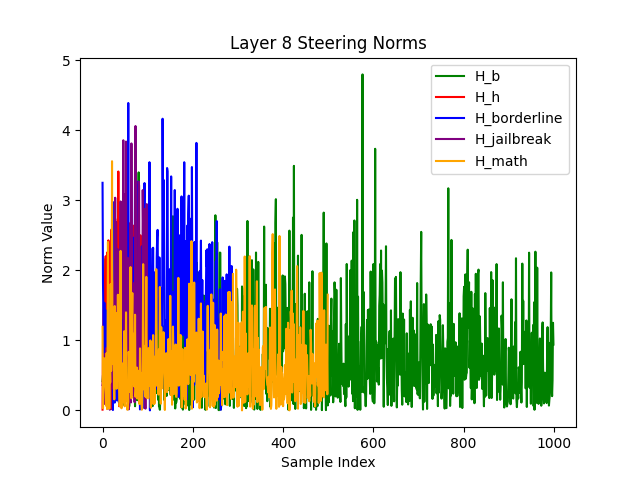 Layer 8 Steering Norms
5
4
3
2
1
0
Norm Value
0
200
400
600
800
1000
Sample Index
H_b
H_h
H_borderline
H_jailbreak
H_math